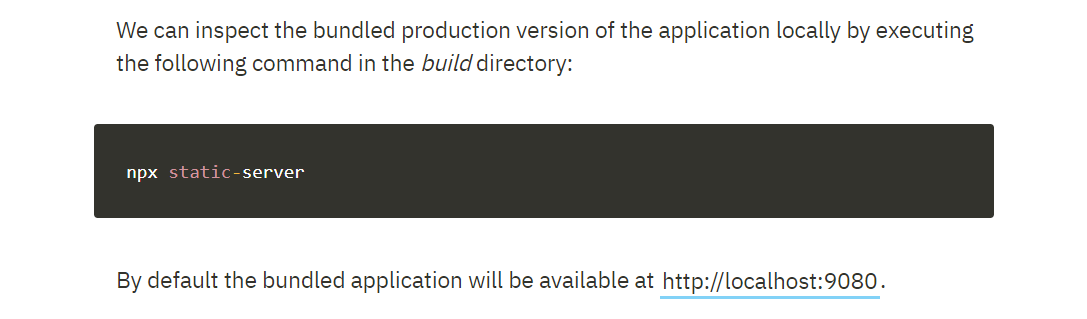 We can inspect the bundled production version of the application locally by executing
the following command in the build directory:
npx static-server
By default the bundled application will be available at http://localhost:9080.